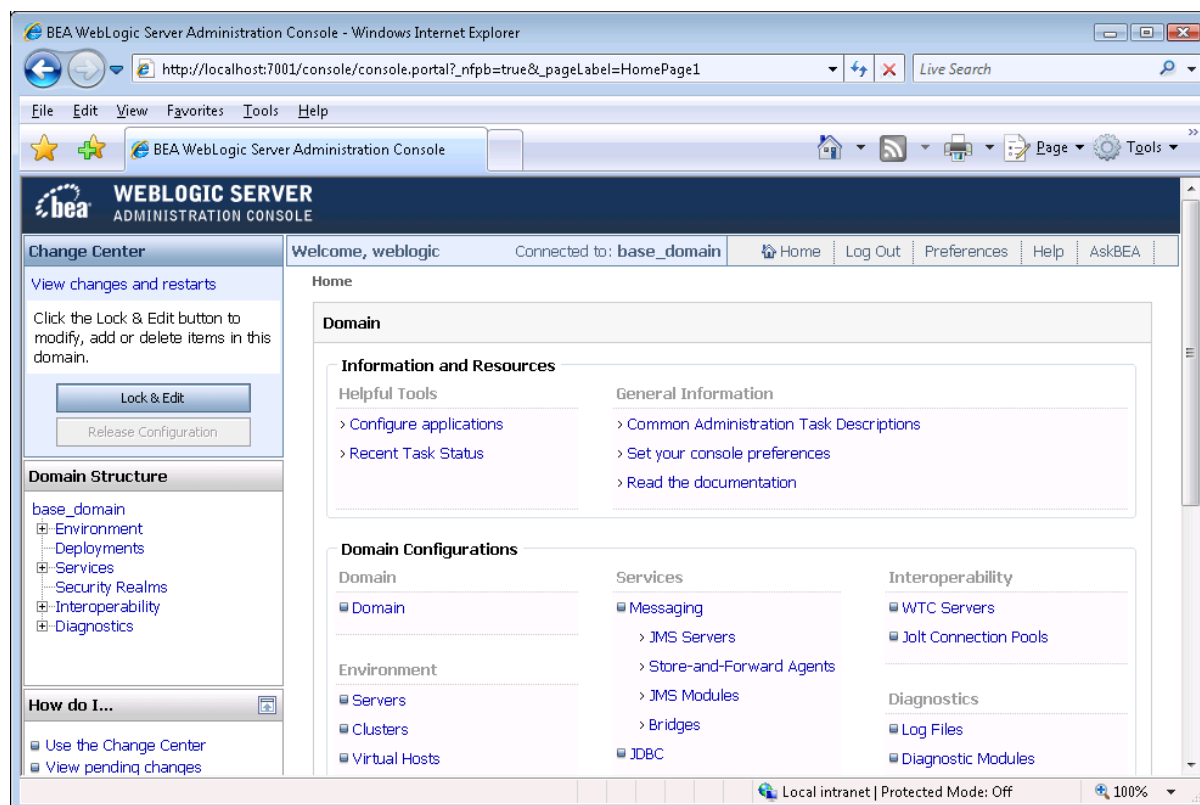 BEA WebLogic Server Administration Console - Windows Internet Explorer
http://localhost:7001/console/console.portal?_nfpb=true&_pageLabel=HomePage1
Live Search
File Edit View Favorites Tools Help
BEA WebLogic Server Administration Console
Page
Tools
bea
WEBLOGIC SERVER
ADMINISTRATION CONSOLE
Change Center
View changes and restarts
Click the Lock & Edit button to
modify, add or delete items in this
domain.
Lock & Edit
Release Configuration
Domain Structure
base_domain
Environment
Deployments
Services
Security Realms
Interoperability
Diagnostics
How do I...
Use the Change Center
View pending changes
Welcome, weblogic
Connected to: base_domain
Home Log Out Preferences Help AskBEA
Home
Domain
Information and Resources
Helpful Tools
Configure applications
Recent Task Status
General Information
Common Administration Task Descriptions
Set your console preferences
Read the documentation
Domain Configurations
Domain
Domain
Environment
Servers
Clusters
Virtual Hosts
Services
Messaging
JMS Servers
Store-and-Forward Agents
JMS Modules
Bridges
JDBC
Interoperability
WTC Servers
Jolt Connection Pools
Diagnostics
Log Files
Diagnostic Modules
Local intranet | Protected Mode: Off
100%